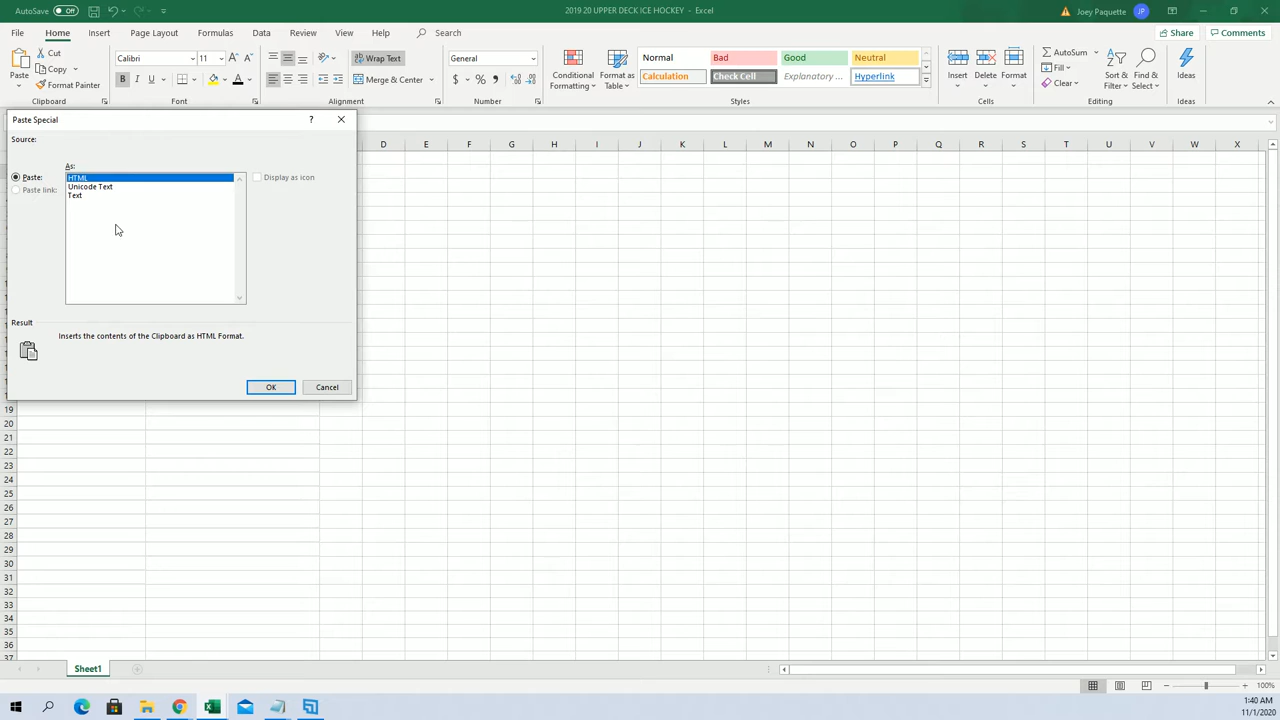 AutoSave Off 2019 20 UPPER DECK ICE HOCKEY - Excel Joey Paquette JP
File Home Insert Page Layout Formulas Data Review View Help Search Share Comments
Paste Cut Copy Format Painter Clipboard
Calibri 11 B I U Font
Wrap Text Merge & Center Alignment
General $ % Number
Conditional Formatting Format as Table
Normal Bad Good Neutral
Calculation Check Cell Explanatory ... Hyperlink
Styles
Insert Delete Format Cells
AutoSum Fill Clear Sort & Filter Find & Select Editing
Ideas Ideas
Paste Special ?
Source:
As:
Paste: HTML Display as icon
Paste link: Unicode Text
Text
Result
Inserts the contents of the Clipboard as HTML Format.
OK Cancel
D E F G H I J K L M N O P Q R S T U V W X
19
20
21
22
23
24
25
26
27
28
29
30
31
32
33
34
35
36
37
Sheet1
100%
1:40 AM
11/1/2020